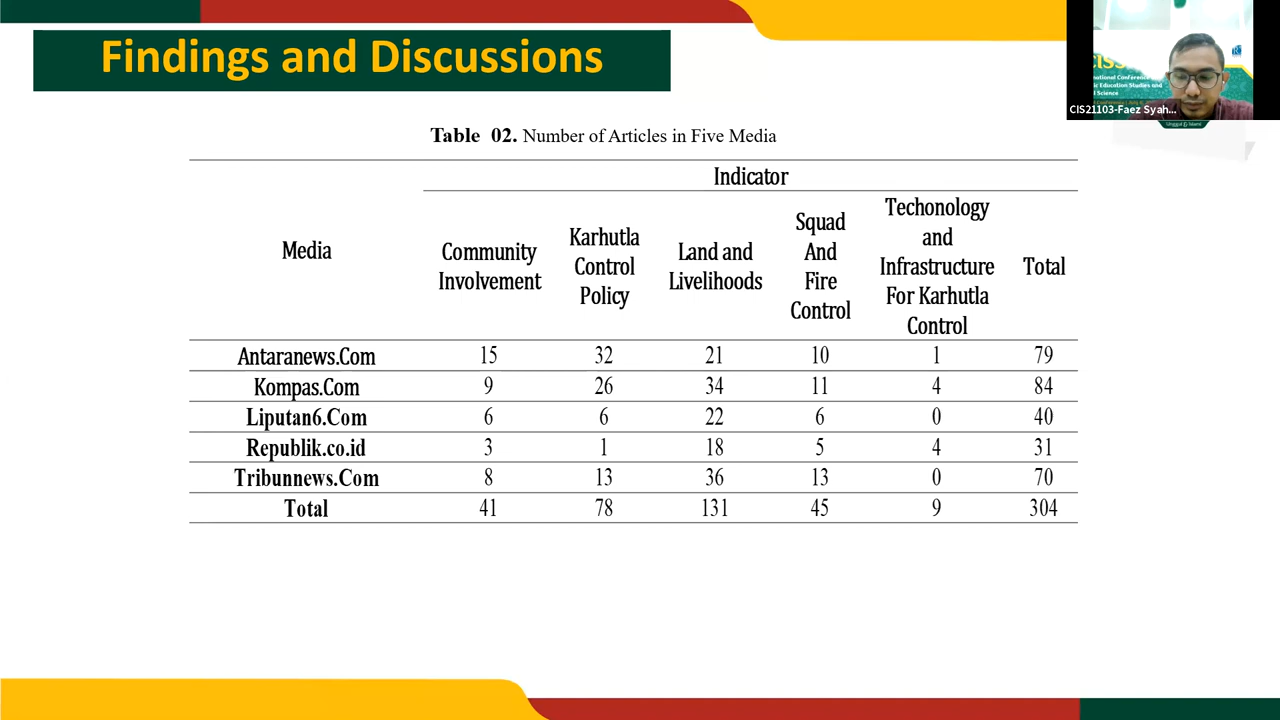 Findings and Discussions
CIS21103-Faez Syah...
Table 02. Number of Articles in Five Media
Indicator
Media
Community
Involvement
Karhutla
Control
Policy
Land and
Livelihoods
Squad
And
Fire
Control
Techonology
and
Infrastructure
For Karhutla
Control
Total
Antaranews.Com 15 32 21 10 1 79
Kompas.Com 9 26 34 11 4 84
Liputan6.Com 6 6 22 6 0 40
Republik.co.id 3 1 18 5 4 31
Tribunnews.Com 8 13 36 13 0 70
Total 41 78 131 45 9 304